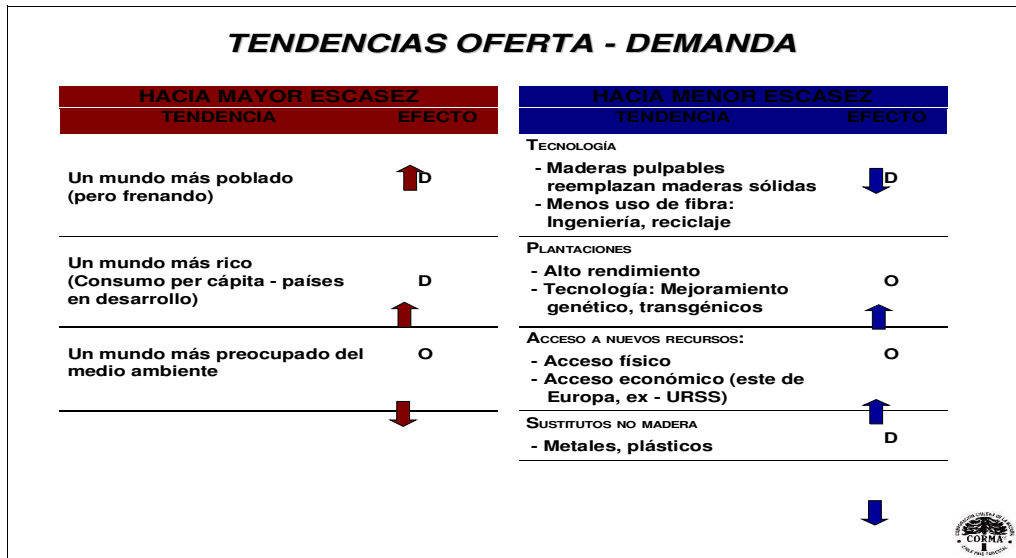 TENDENCIAS OFERTA - DEMANDA
HACIA MAYOR ESCASEZ
TENDENCIA EFECTO
Un mundo más poblado D
(pero frenando)
Un mundo más rico
(Consumo per cápita - países D
en desarrollo)
Un mundo más preocupado del O
medio ambiente
HACIA MENOR ESCASEZ
TENDENCIA EFECTO
TECNOLOGÍA
- Maderas pulpables D
reemplazan maderas sólidas
- Menos uso de fibra:
Ingeniería, reciclaje
PLANTACIONES
- Alto rendimiento
- Tecnología: Mejoramiento O
genético, transgénicos
ACCESO A NUEVOS RECURSOS: O
- Acceso físico
- Acceso económico (este de
Europa, ex - URSS)
SUSTITUTOS NO MADERA
- Metales, plásticos D
CORMA